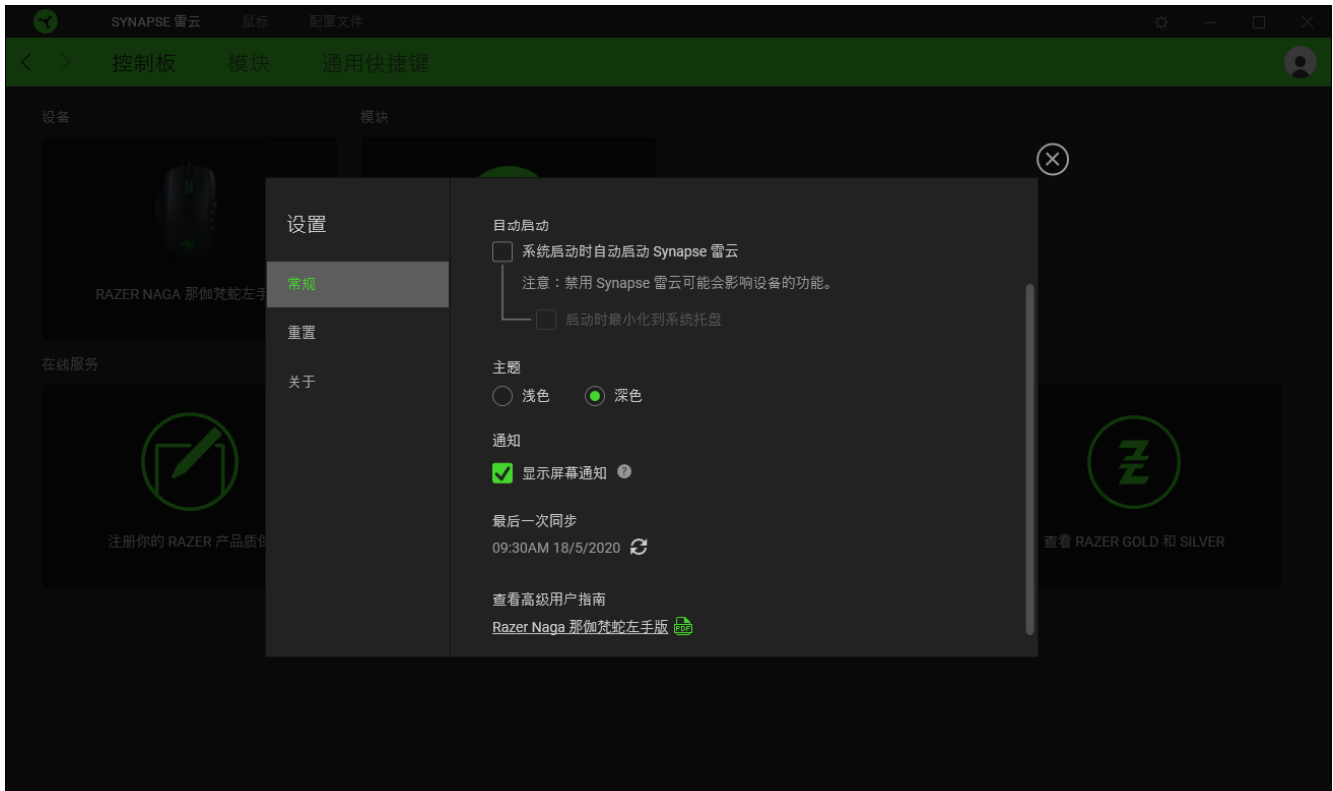 SYNAPSE 雷云 鼠标 配置文件
控制板 模块 通用快捷键
设备 模块
RAZER NAGA 那伽梵蛇左手
在线服务
注册你的 RAZER 产品质保
查看 RAZER GOLD 和 SILVER
设置
常规
重置
关于
自动启动
系统启动时自动启动 Synapse 雷云
注意：禁用 Synapse 雷云可能会影响设备的功能。
启动时最小化到系统托盘
主题
浅色 深色
通知
显示屏幕通知 ?
最后一次同步
09:30AM 18/5/2020
查看高级用户指南
Razer Naga 那伽梵蛇左手版 PDF